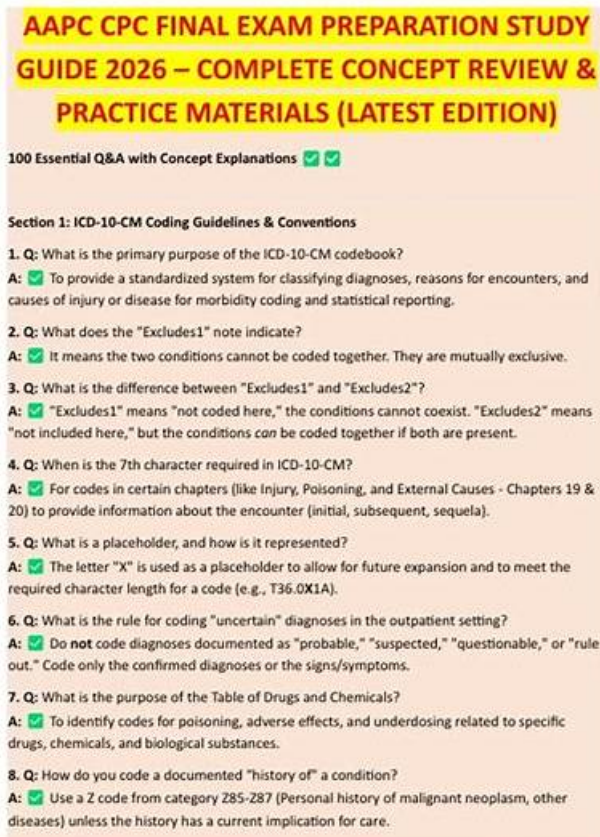 AAPC CPC FINAL EXAM PREPARATION STUDY
GUIDE 2026 – COMPLETE CONCEPT REVIEW &
PRACTICE MATERIALS (LATEST EDITION)
100 Essential Q&A with Concept Explanations ✅ ✅
Section 1: ICD-10-CM Coding Guidelines & Conventions
1. Q: What is the primary purpose of the ICD-10-CM codebook?
A: ✅ To provide a standardized system for classifying diagnoses, reasons for encounters, and
causes of injury or disease for morbidity coding and statistical reporting.
2. Q: What does the "Excludes1" note indicate?
A: ✅ It means the two conditions cannot be coded together. They are mutually exclusive.
3. Q: What is the difference between "Excludes1" and "Excludes2"?
A: ✅ "Excludes1" means "not coded here," the conditions cannot coexist. "Excludes2" means
"not included here," but the conditions can be coded together if both are present.
4. Q: When is the 7th character required in ICD-10-CM?
A: ✅ For codes in certain chapters (like Injury, Poisoning, and External Causes - Chapters 19 &
20) to provide information about the encounter (initial, subsequent, sequela).
5. Q: What is a placeholder, and how is it represented?
A: ✅ The letter "X" is used as a placeholder to allow for future expansion and to meet the
required character length for a code (e.g., T36.0X1A).
6. Q: What is the rule for coding "uncertain" diagnoses in the outpatient setting?
A: ✅ Do not code diagnoses documented as "probable," "suspected," "questionable," or "rule
out." Code only the confirmed diagnoses or the signs/symptoms.
7. Q: What is the purpose of the Table of Drugs and Chemicals?
A: ✅ To identify codes for poisoning, adverse effects, and underdosing related to specific
drugs, chemicals, and biological substances.
8. Q: How do you code a documented "history of" a condition?
A: ✅ Use a Z code from category Z85-Z87 (Personal history of malignant neoplasm, other
diseases) unless the history has a current implication for care.